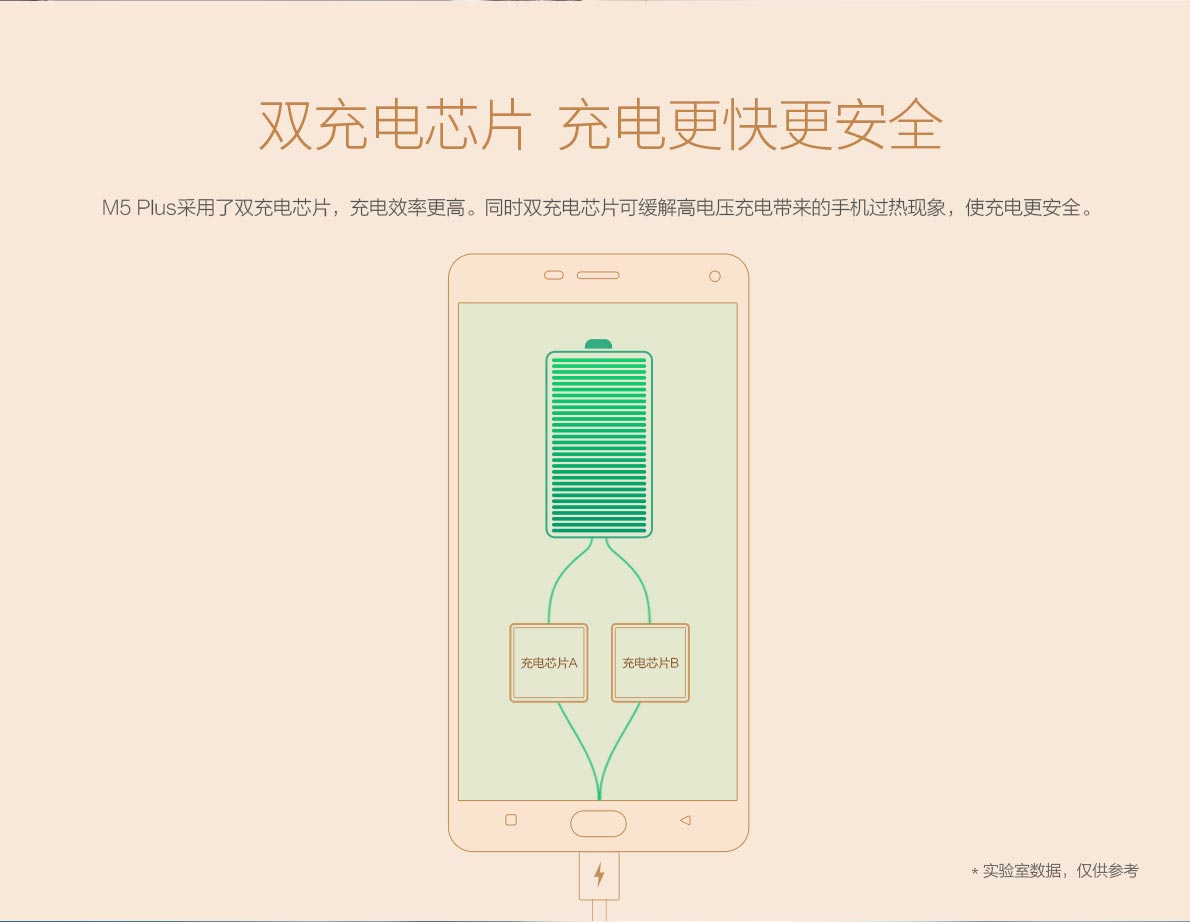 双充电芯片 充电更快更安全
M5 Plus采用了双充电芯片，充电效率更高。同时双充电芯片可缓解高电压充电带来的手机过热现象，使充电更安全。
充电芯片A 充电芯片B
* 实验室数据，仅供参考